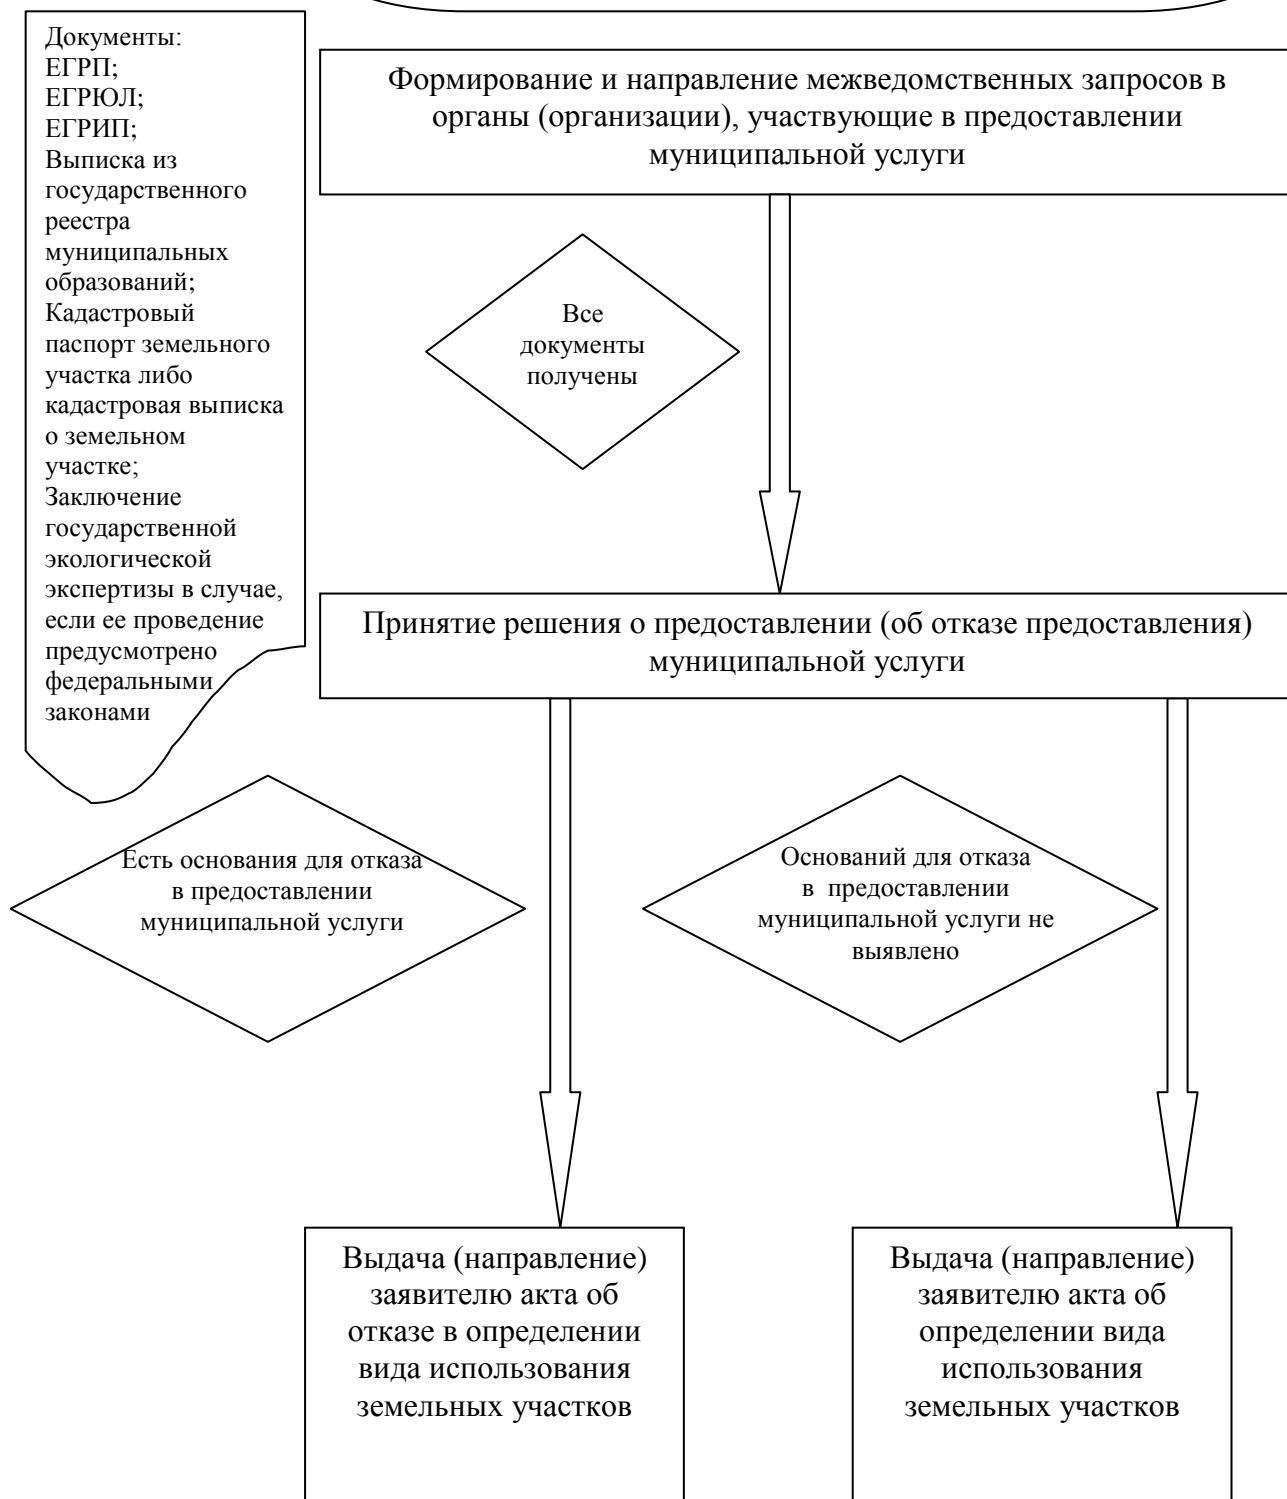 Документы:
ЕГРП;
ЕГРЮЛ;
ЕГРИП;
Выписка из
государственного
реестра
муниципальных
образований;
Кадастровый
паспорт земельного
участка либо
кадастровая выписка
о земельном
участке;
Заключение
государственной
экологической
экспертизы в случае,
если ее проведение
предусмотрено
федеральными
законами
Формирование и направление межведомственных запросов в
органы (организации), участвующие в предоставлении
муниципальной услуги
Все
документы
получены
Принятие решения о предоставлении (об отказе предоставления)
муниципальной услуги
Есть основания для отказа
в предоставлении
муниципальной услуги
Оснований для отказа
в предоставлении
муниципальной услуги не
выявлено
Выдача (направление)
заявителю акта об
отказе в определении
вида использования
земельных участков
Выдача (направление)
заявителю акта об
определении вида
использования
земельных участков